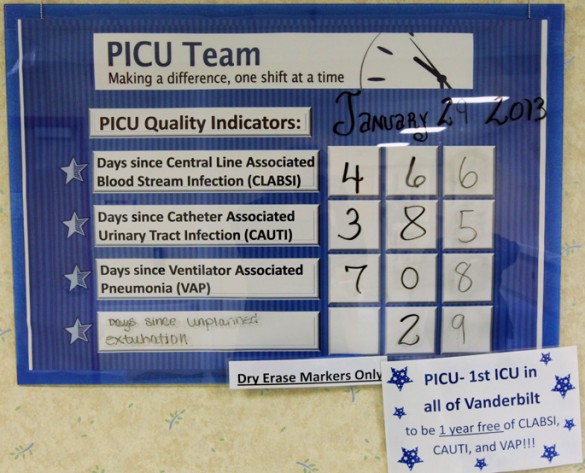 PICU Team
Making a difference, one shift at a time
January 29 2013
PICU Quality Indicators:
Days since Central Line Associated
Blood Stream Infection (CLABSI)
4 6 6
Days since Catheter Associated
Urinary Tract Infection (CAUTI)
3 8 5
Days since Ventilator Associated
Pneumonia (VAP)
7 0 8
Days since unplanned
extubation
2 9
Dry Erase Markers Only
PICU- 1st ICU in
all of Vanderbilt
to be 1 year free of CLABSI,
CAUTI, and VAP!!!